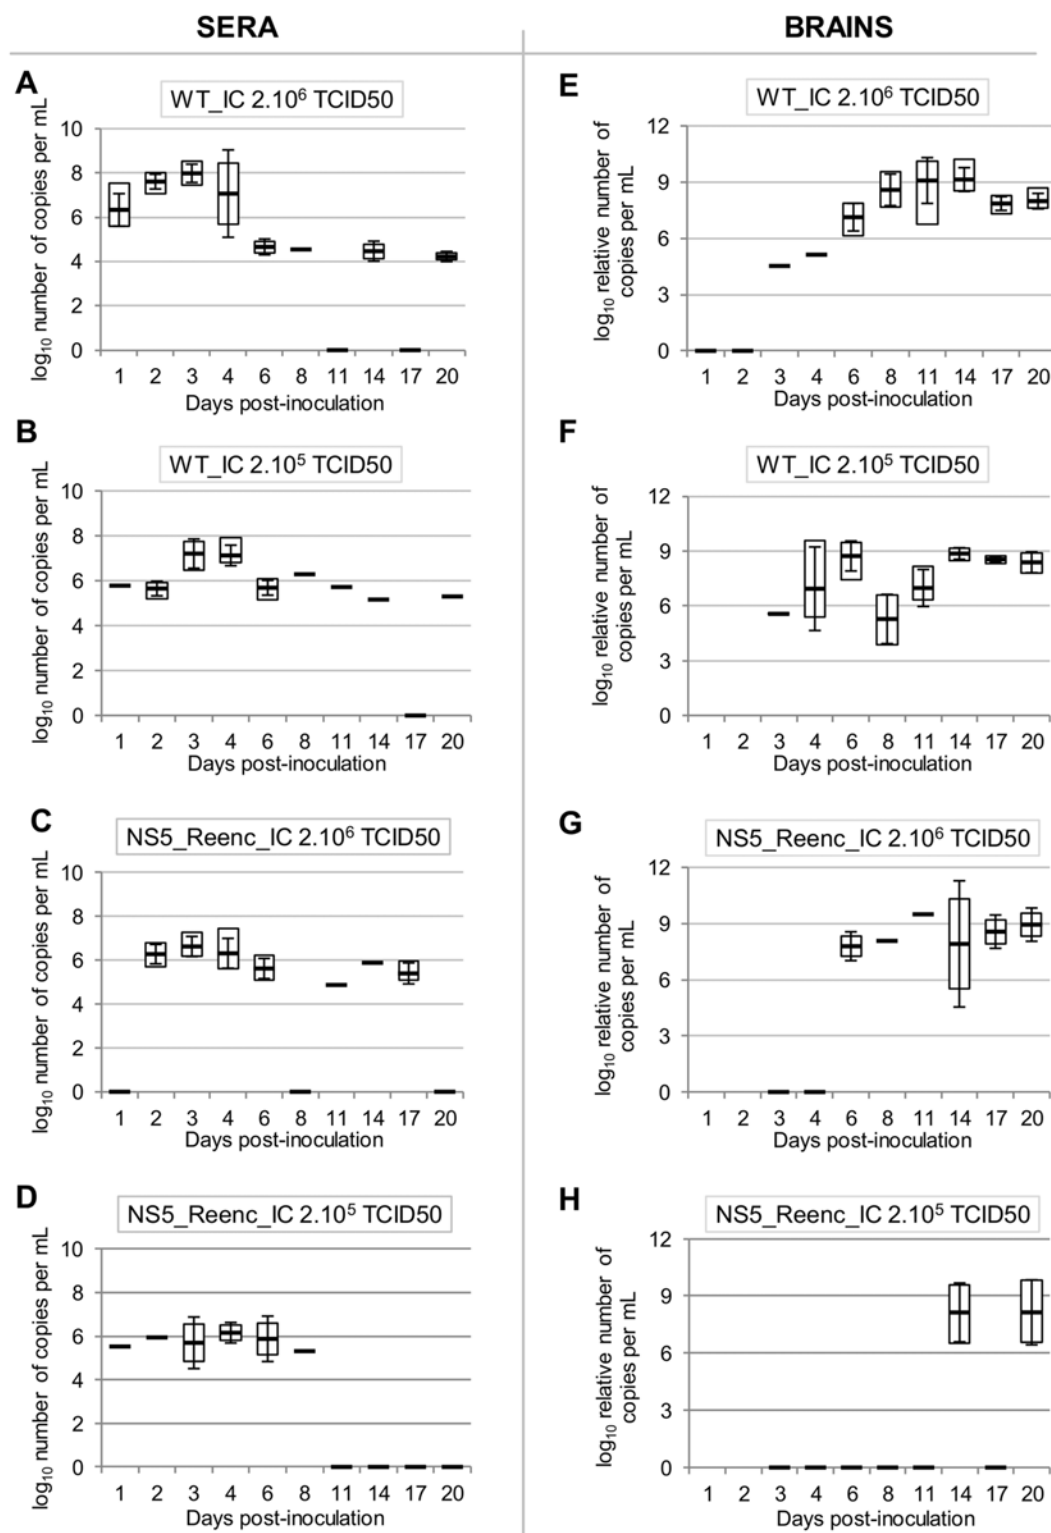 SERA
BRAINS
A
WT_IC 2.10⁶ TCID50
log₁₀ number of copies per mL
10
8
6
4
2
0
1 2 3 4 6 8 11 14 17 20
Days post-inoculation
B
WT_IC 2.10⁵ TCID50
log₁₀ number of copies per mL
10
8
6
4
2
0
1 2 3 4 6 8 11 14 17 20
Days post-inoculation
C
NS5_Reenc_IC 2.10⁶ TCID50
log₁₀ number of copies per mL
10
8
6
4
2
0
1 2 3 4 6 8 11 14 17 20
Days post-inoculation
D
NS5_Reenc_IC 2.10⁵ TCID50
log₁₀ number of copies per mL
10
8
6
4
2
0
1 2 3 4 6 8 11 14 17 20
Days post-inoculation
E
WT_IC 2.10⁶ TCID50
log₁₀ relative number of
copies per mL
12
9
6
3
0
1 2 3 4 6 8 11 14 17 20
Days post-inoculation
F
WT_IC 2.10⁵ TCID50
log₁₀ relative number of
copies per mL
12
9
6
3
0
1 2 3 4 6 8 11 14 17 20
Days post-inoculation
G
NS5_Reenc_IC 2.10⁶ TCID50
log₁₀ relative number of
copies per mL
12
9
6
3
0
1 2 3 4 6 8 11 14 17 20
Days post-inoculation
H
NS5_Reenc_IC 2.10⁵ TCID50
log₁₀ relative number of
copies per mL
12
9
6
3
0
1 2 3 4 6 8 11 14 17 20
Days post-inoculation